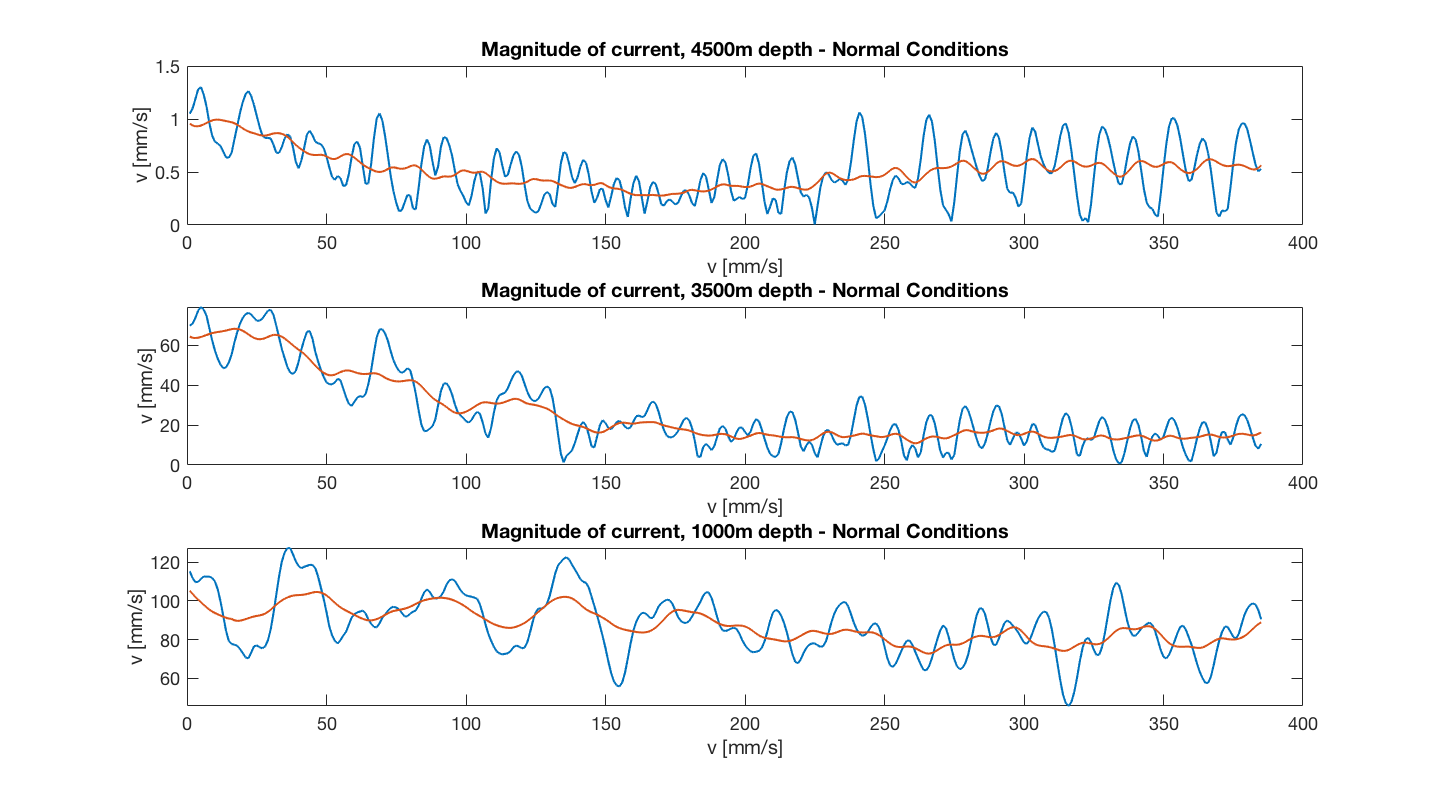 Magnitude of current, 4500m depth - Normal Conditions
v [mm/s]
1.5
1
0.5
0
0 50 100 150 200 250 300 350 400
v [mm/s]
Magnitude of current, 3500m depth - Normal Conditions
v [mm/s]
60
40
20
0
0 50 100 150 200 250 300 350 400
v [mm/s]
Magnitude of current, 1000m depth - Normal Conditions
v [mm/s]
120
100
80
60
0 50 100 150 200 250 300 350 400
v [mm/s]